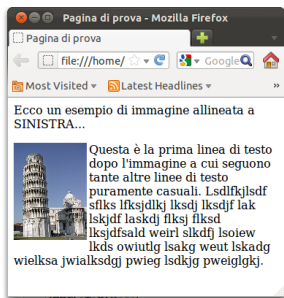 Pagina di prova - Mozilla Firefox
Pagina di prova
file:///home/
Google
Most Visited
Latest Headlines
»
Ecco un esempio di immagine allineata a
SINISTRA...
Questa è la prima linea di testo
dopo l'immagine a cui seguono
tante altre linee di testo
puramente casuali. Lsdlfkjlsdf
sflks lfksjdlkj lksdj lksdjf lak
lskjdf laskdj flksj flksd
lksjdfsald weirl slkdfj lsoiew
lkds owiutlg lsakg weut lskadg
wielksa jwialksdgj pwieg lsdkjg pweiglgkj.